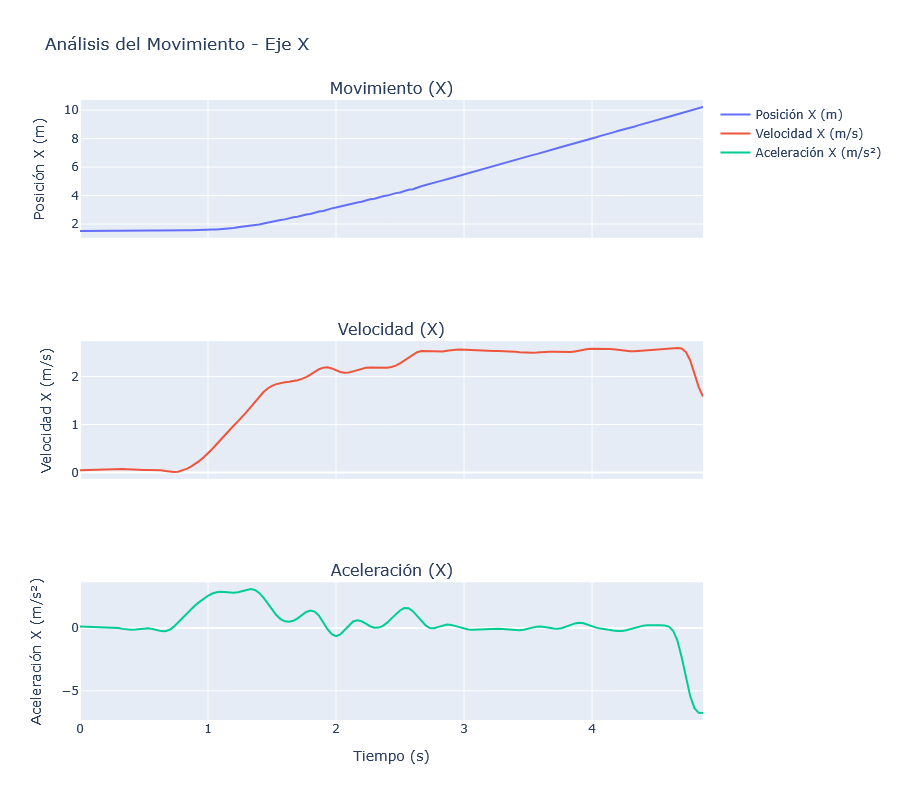 Análisis del Movimiento - Eje X
Movimiento (X)
Posición X (m)
10
8
6
4
2
Posición X (m)
Velocidad X (m/s)
Aceleración X (m/s²)
Velocidad (X)
Velocidad X (m/s)
2
1
0
Aceleración (X)
Aceleración X (m/s²)
0
−5
0 1 2 3 4
Tiempo (s)